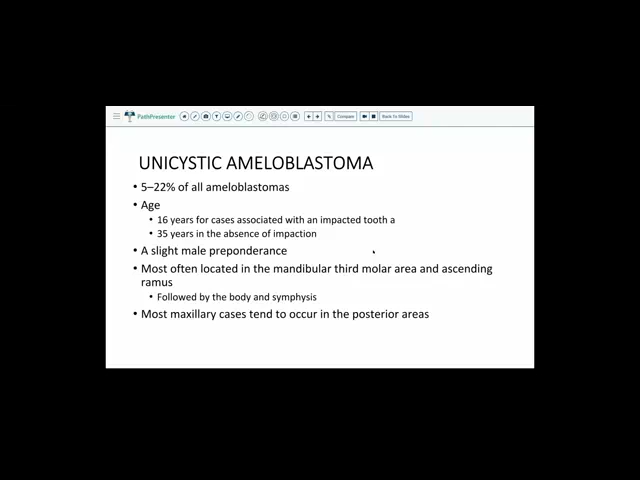 PathPresenter
Compare
Back To Slides
UNICYSTIC AMELOBLASTOMA
• 5–22% of all ameloblastomas
• Age
• 16 years for cases associated with an impacted tooth a
• 35 years in the absence of impaction
• A slight male preponderance
• Most often located in the mandibular third molar area and ascending
ramus
• Followed by the body and symphysis
• Most maxillary cases tend to occur in the posterior areas